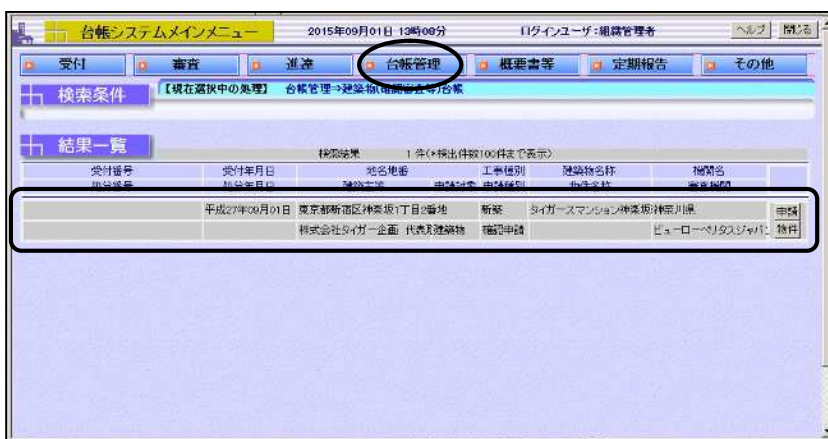 台帳システムメインメニュー 2015年09月01日 13時08分 ログインユーザ:組織管理者 ヘルプ 閉じる
受付 審査 進達 台帳管理 概要書等 定期報告 その他
検索条件 【現在選択中の処理】 台帳管理⇒建築物(確認審査等)台帳
結果一覧 検索結果 1 件(*検出件数100件まで表示)
受付番号 受付年月日 地名地番 工事種別 建築物名称 機関名
処分番号 処分年月日 建築主等 申請対象 申請種別 物件名称 審査機関
平成27年09月01日 東京都新宿区神楽坂1丁目2番地 新築 タイガースマンション神楽坂 神奈川県 申請
株式会社タイガー企画 代表 建築物 確認申請 ビューローベリタスジャパン 物件